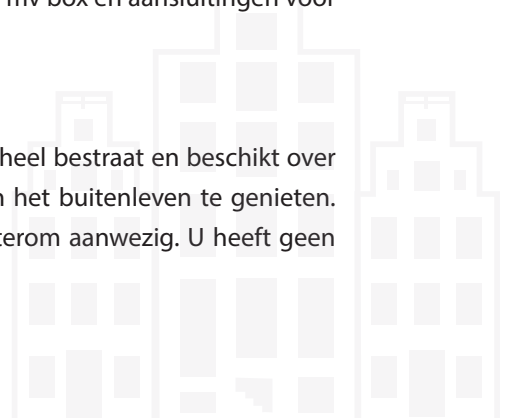 mv box en aansluitingen voor
heel bestraat en beschikt over
het buitenleven te genieten.
terom aanwezig. U heeft geen